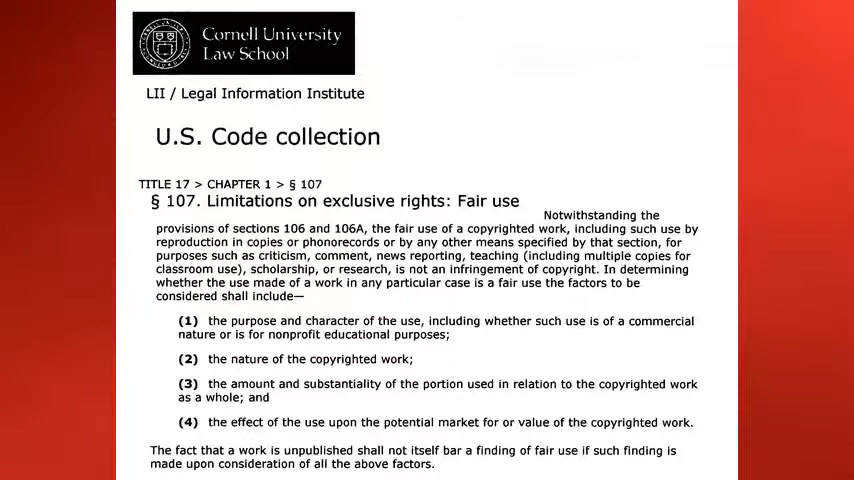 Cornell University
Law School
LII / Legal Information Institute
U.S. Code collection
TITLE 17 > CHAPTER 1 > § 107
§ 107. Limitations on exclusive rights: Fair use
Notwithstanding the
provisions of sections 106 and 106A, the fair use of a copyrighted work, including such use by
reproduction in copies or phonorecords or by any other means specified by that section, for
purposes such as criticism, comment, news reporting, teaching (including multiple copies for
classroom use), scholarship, or research, is not an infringement of copyright. In determining
whether the use made of a work in any particular case is a fair use the factors to be
considered shall include—
(1) the purpose and character of the use, including whether such use is of a commercial
nature or is for nonprofit educational purposes;
(2) the nature of the copyrighted work;
(3) the amount and substantiality of the portion used in relation to the copyrighted work
as a whole; and
(4) the effect of the use upon the potential market for or value of the copyrighted work.
The fact that a work is unpublished shall not itself bar a finding of fair use if such finding is
made upon consideration of all the above factors.